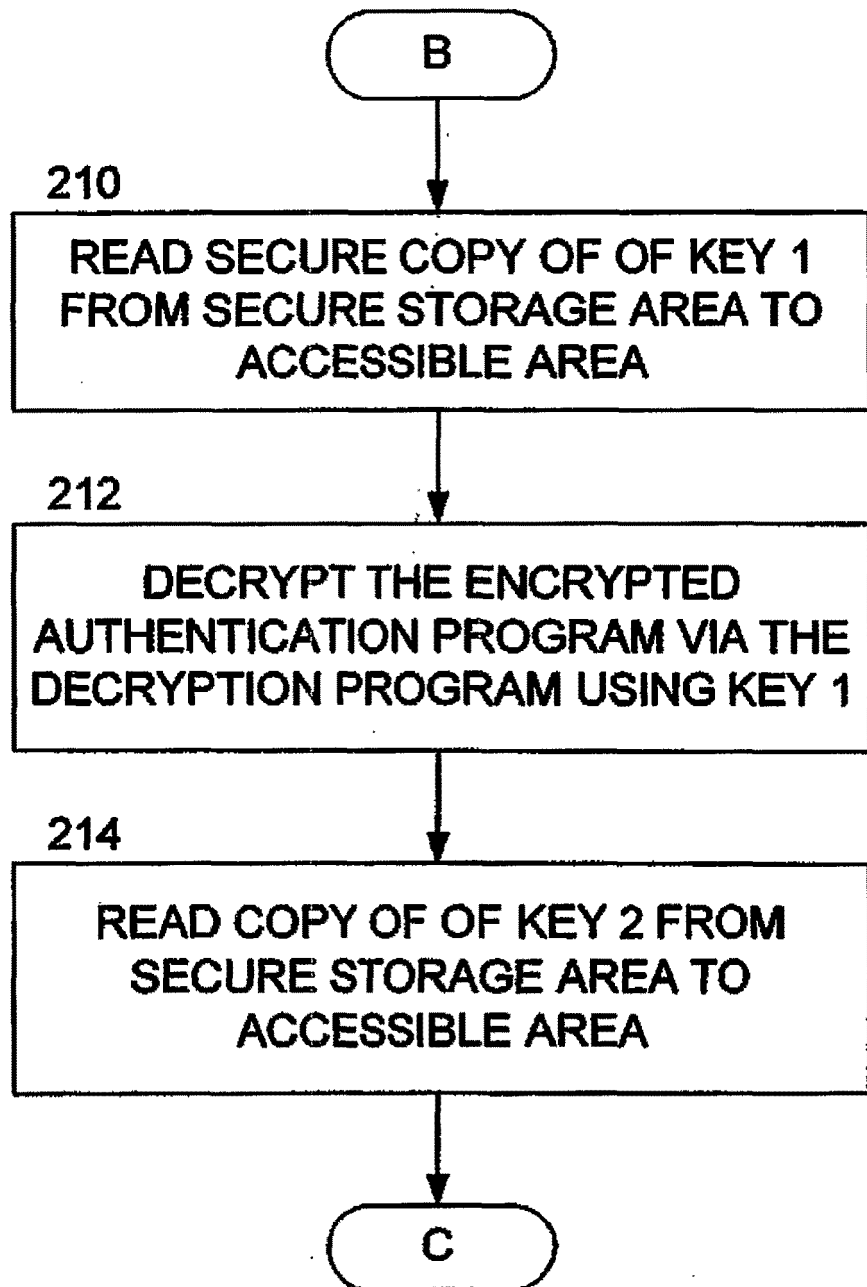 B
210
READ SECURE COPY OF OF KEY 1
FROM SECURE STORAGE AREA TO
ACCESSIBLE AREA
212
DECRYPT THE ENCRYPTED
AUTHENTICATION PROGRAM VIA THE
DECRYPTION PROGRAM USING KEY 1
214
READ COPY OF OF KEY 2 FROM
SECURE STORAGE AREA TO
ACCESSIBLE AREA
C